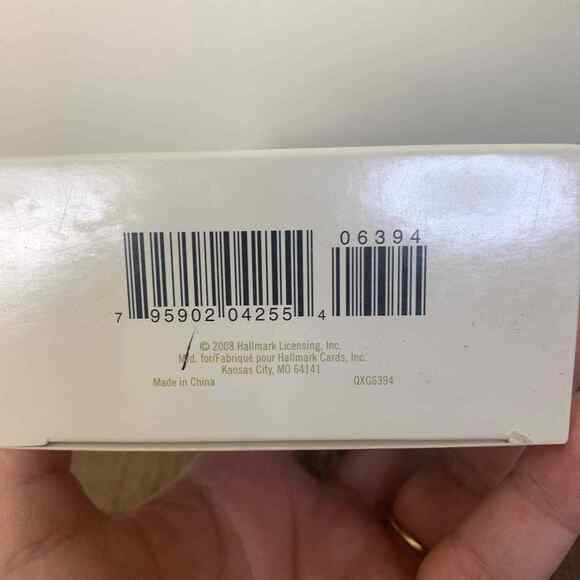 06394
7 95902 04255 4
© 2008 Hallmark Licensing, Inc.
Mfd. for/Fabriqué pour Hallmark Cards, Inc.
Kansas City, MO 64141
Made in China QXG6394